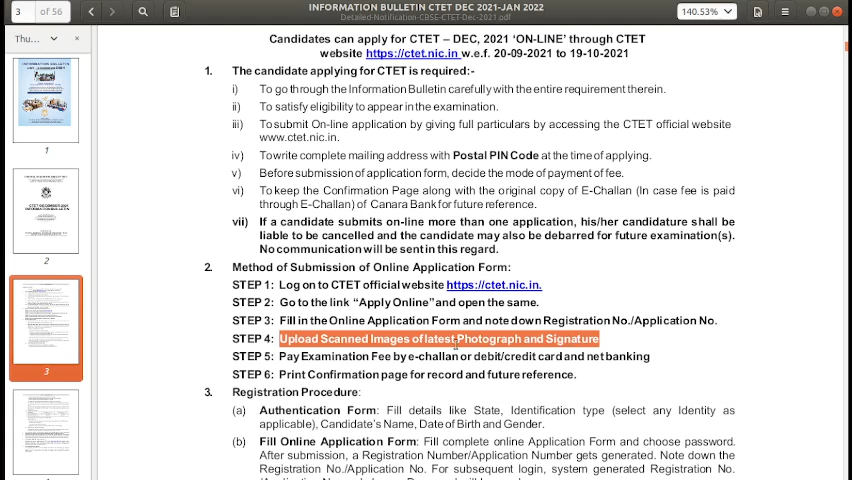 3
of 56
INFORMATION BULLETIN CTET DEC 2021-JAN 2022
Detailed-Notification-CBSE-CTET-Dec-2021.pdf
140.53%
Thu...
1
2
3
Candidates can apply for CTET – DEC, 2021 ‘ON-LINE’ through CTET
website https://ctet.nic.in w.e.f. 20-09-2021 to 19-10-2021
1. The candidate applying for CTET is required:-
i) To go through the Information Bulletin carefully with the entire requirement therein.
ii) To satisfy eligibility to appear in the examination.
iii) To submit On-line application by giving full particulars by accessing the CTET official website
www.ctet.nic.in.
iv) To write complete mailing address with Postal PIN Code at the time of applying.
v) Before submission of application form, decide the mode of payment of fee.
vi) To keep the Confirmation Page along with the original copy of E-Challan (In case fee is paid
through E-Challan) of Canara Bank for future reference.
vii) If a candidate submits on-line more than one application, his/her candidature shall be
liable to be cancelled and the candidate may also be debarred for future examination(s).
No communication will be sent in this regard.
2. Method of Submission of Online Application Form:
STEP 1: Log on to CTET official website https://ctet.nic.in.
STEP 2: Go to the link “Apply Online” and open the same.
STEP 3: Fill in the Online Application Form and note down Registration No./Application No.
STEP 4: Upload Scanned Images of latest Photograph and Signature
STEP 5: Pay Examination Fee by e-challan or debit/credit card and net banking
STEP 6: Print Confirmation page for record and future reference.
3. Registration Procedure:
(a) Authentication Form: Fill details like State, Identification type (select any Identity as
applicable), Candidate’s Name, Date of Birth and Gender.
(b) Fill Online Application Form: Fill complete online Application Form and choose password.
After submission, a Registration Number/Application Number gets generated. Note down the
Registration No./Application No. For subsequent login, system generated Registration No.